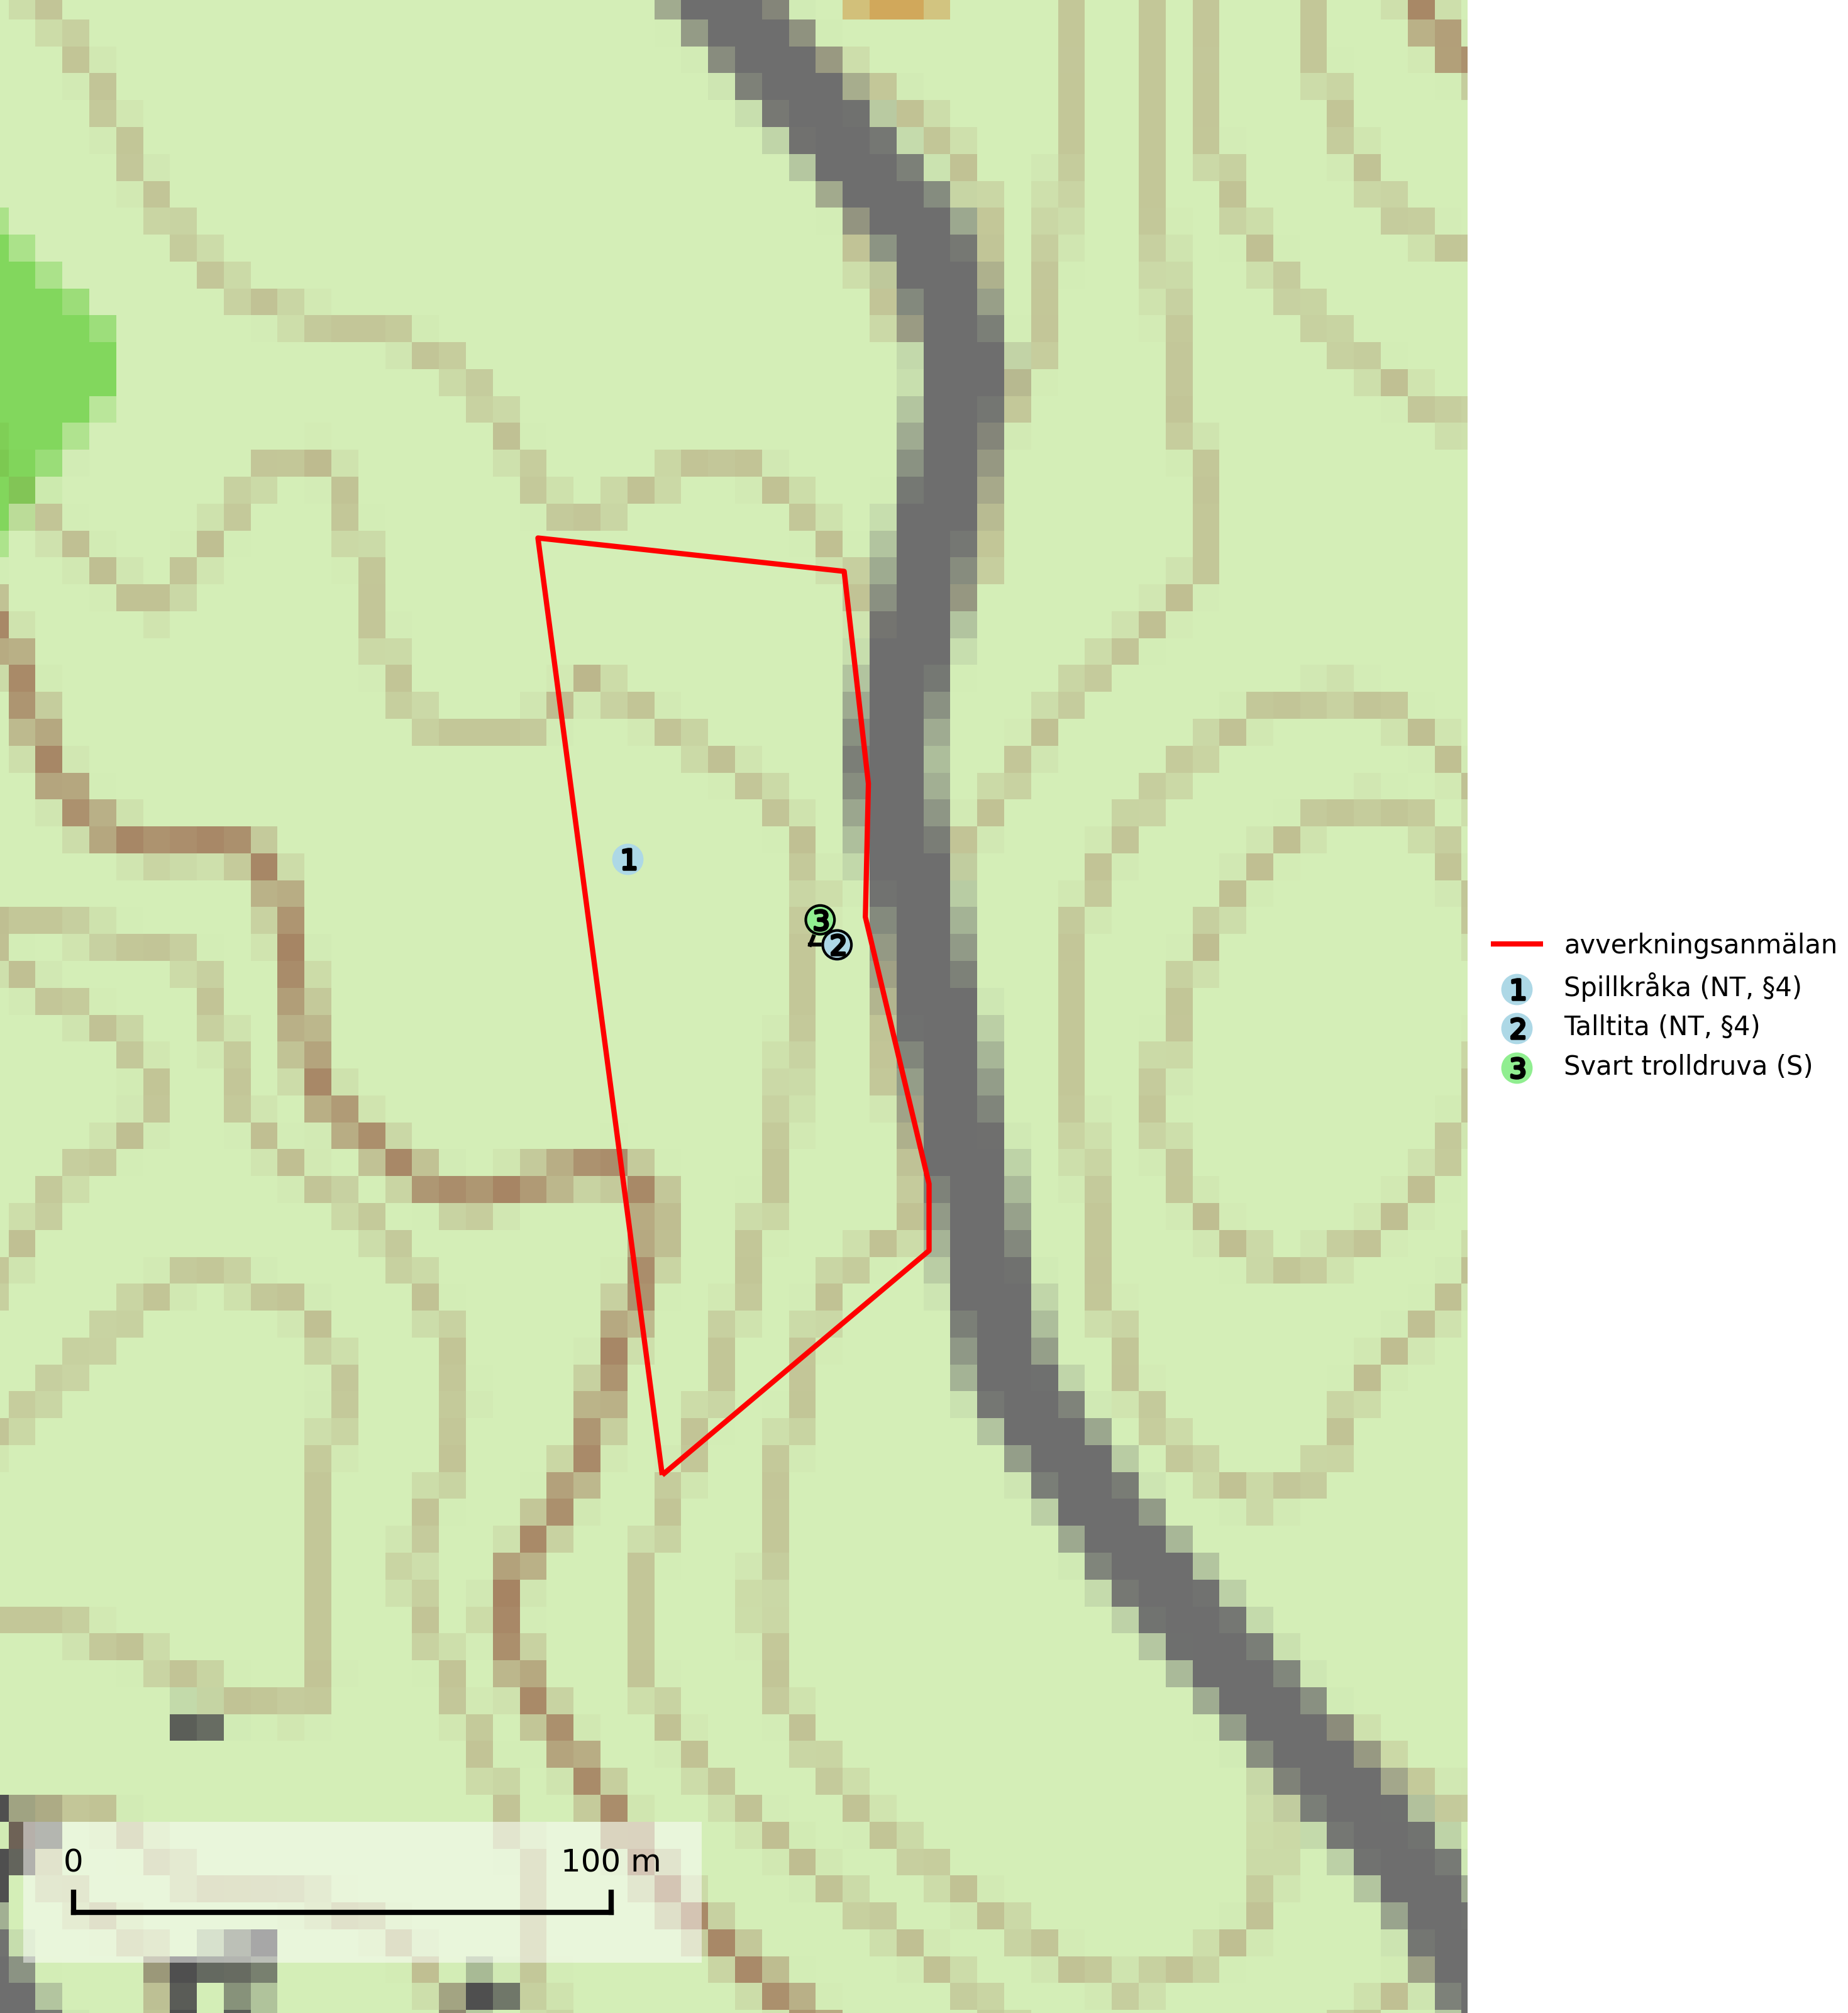 1
3
2
avverkningsanmälan
1 Spillkråka (NT, §4)
2 Talltita (NT, §4)
3 Svart trolldruva (S)
0 100 m